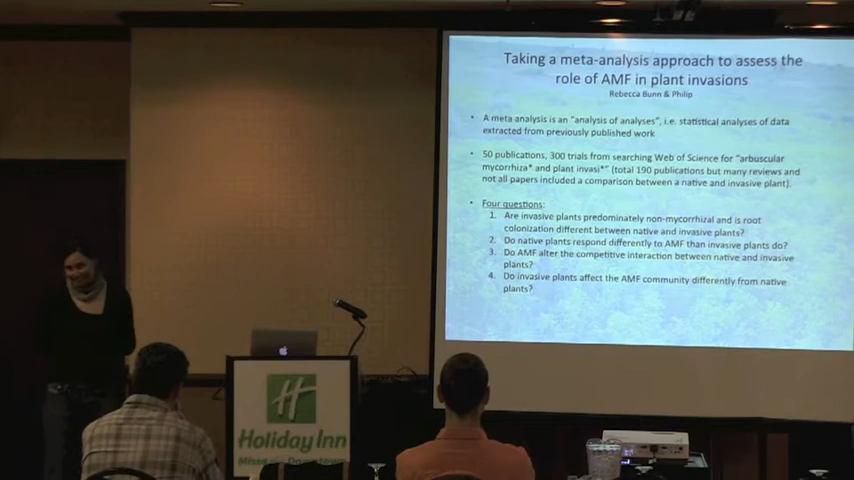 Taking a meta-analysis approach to assess the
role of AMF in plant invasions
Rebecca Bunn & Philip
• A meta analysis is an "analysis of analyses", i.e. statistical analyses of data
extracted from previously published work
• 50 publications, 300 trials from searching Web of Science for "arbuscular
mycorrhiza* and plant invasi*" (total 190 publications but many reviews and
not all papers included a comparison between a native and invasive plant).
• Four questions:
1. Are invasive plants predominately non-mycorrhizal and is root
colonization different between native and invasive plants?
2. Do native plants respond differently to AMF than invasive plants do?
3. Do AMF alter the competitive interaction between native and invasive
plants?
4. Do invasive plants affect the AMF community differently from native
plants?
H
Holiday Inn
Downtown